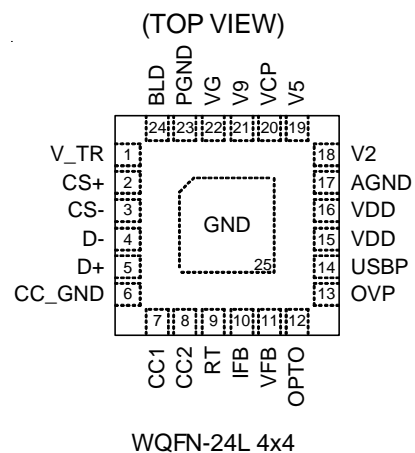 (TOP VIEW)
BLD
PGND
VG
V9
VCP
V5
24 23 22 21 20 19
V_TR 1
CS+ 2
CS- 3
D- 4
D+ 5
CC_GND 6
18 V2
17 AGND
16 VDD
15 VDD
14 USBP
13 OVP
GND
25
7 8 9 10 11 12
CC1
CC2
RT
IFB
VFB
OPTO
WQFN-24L 4x4